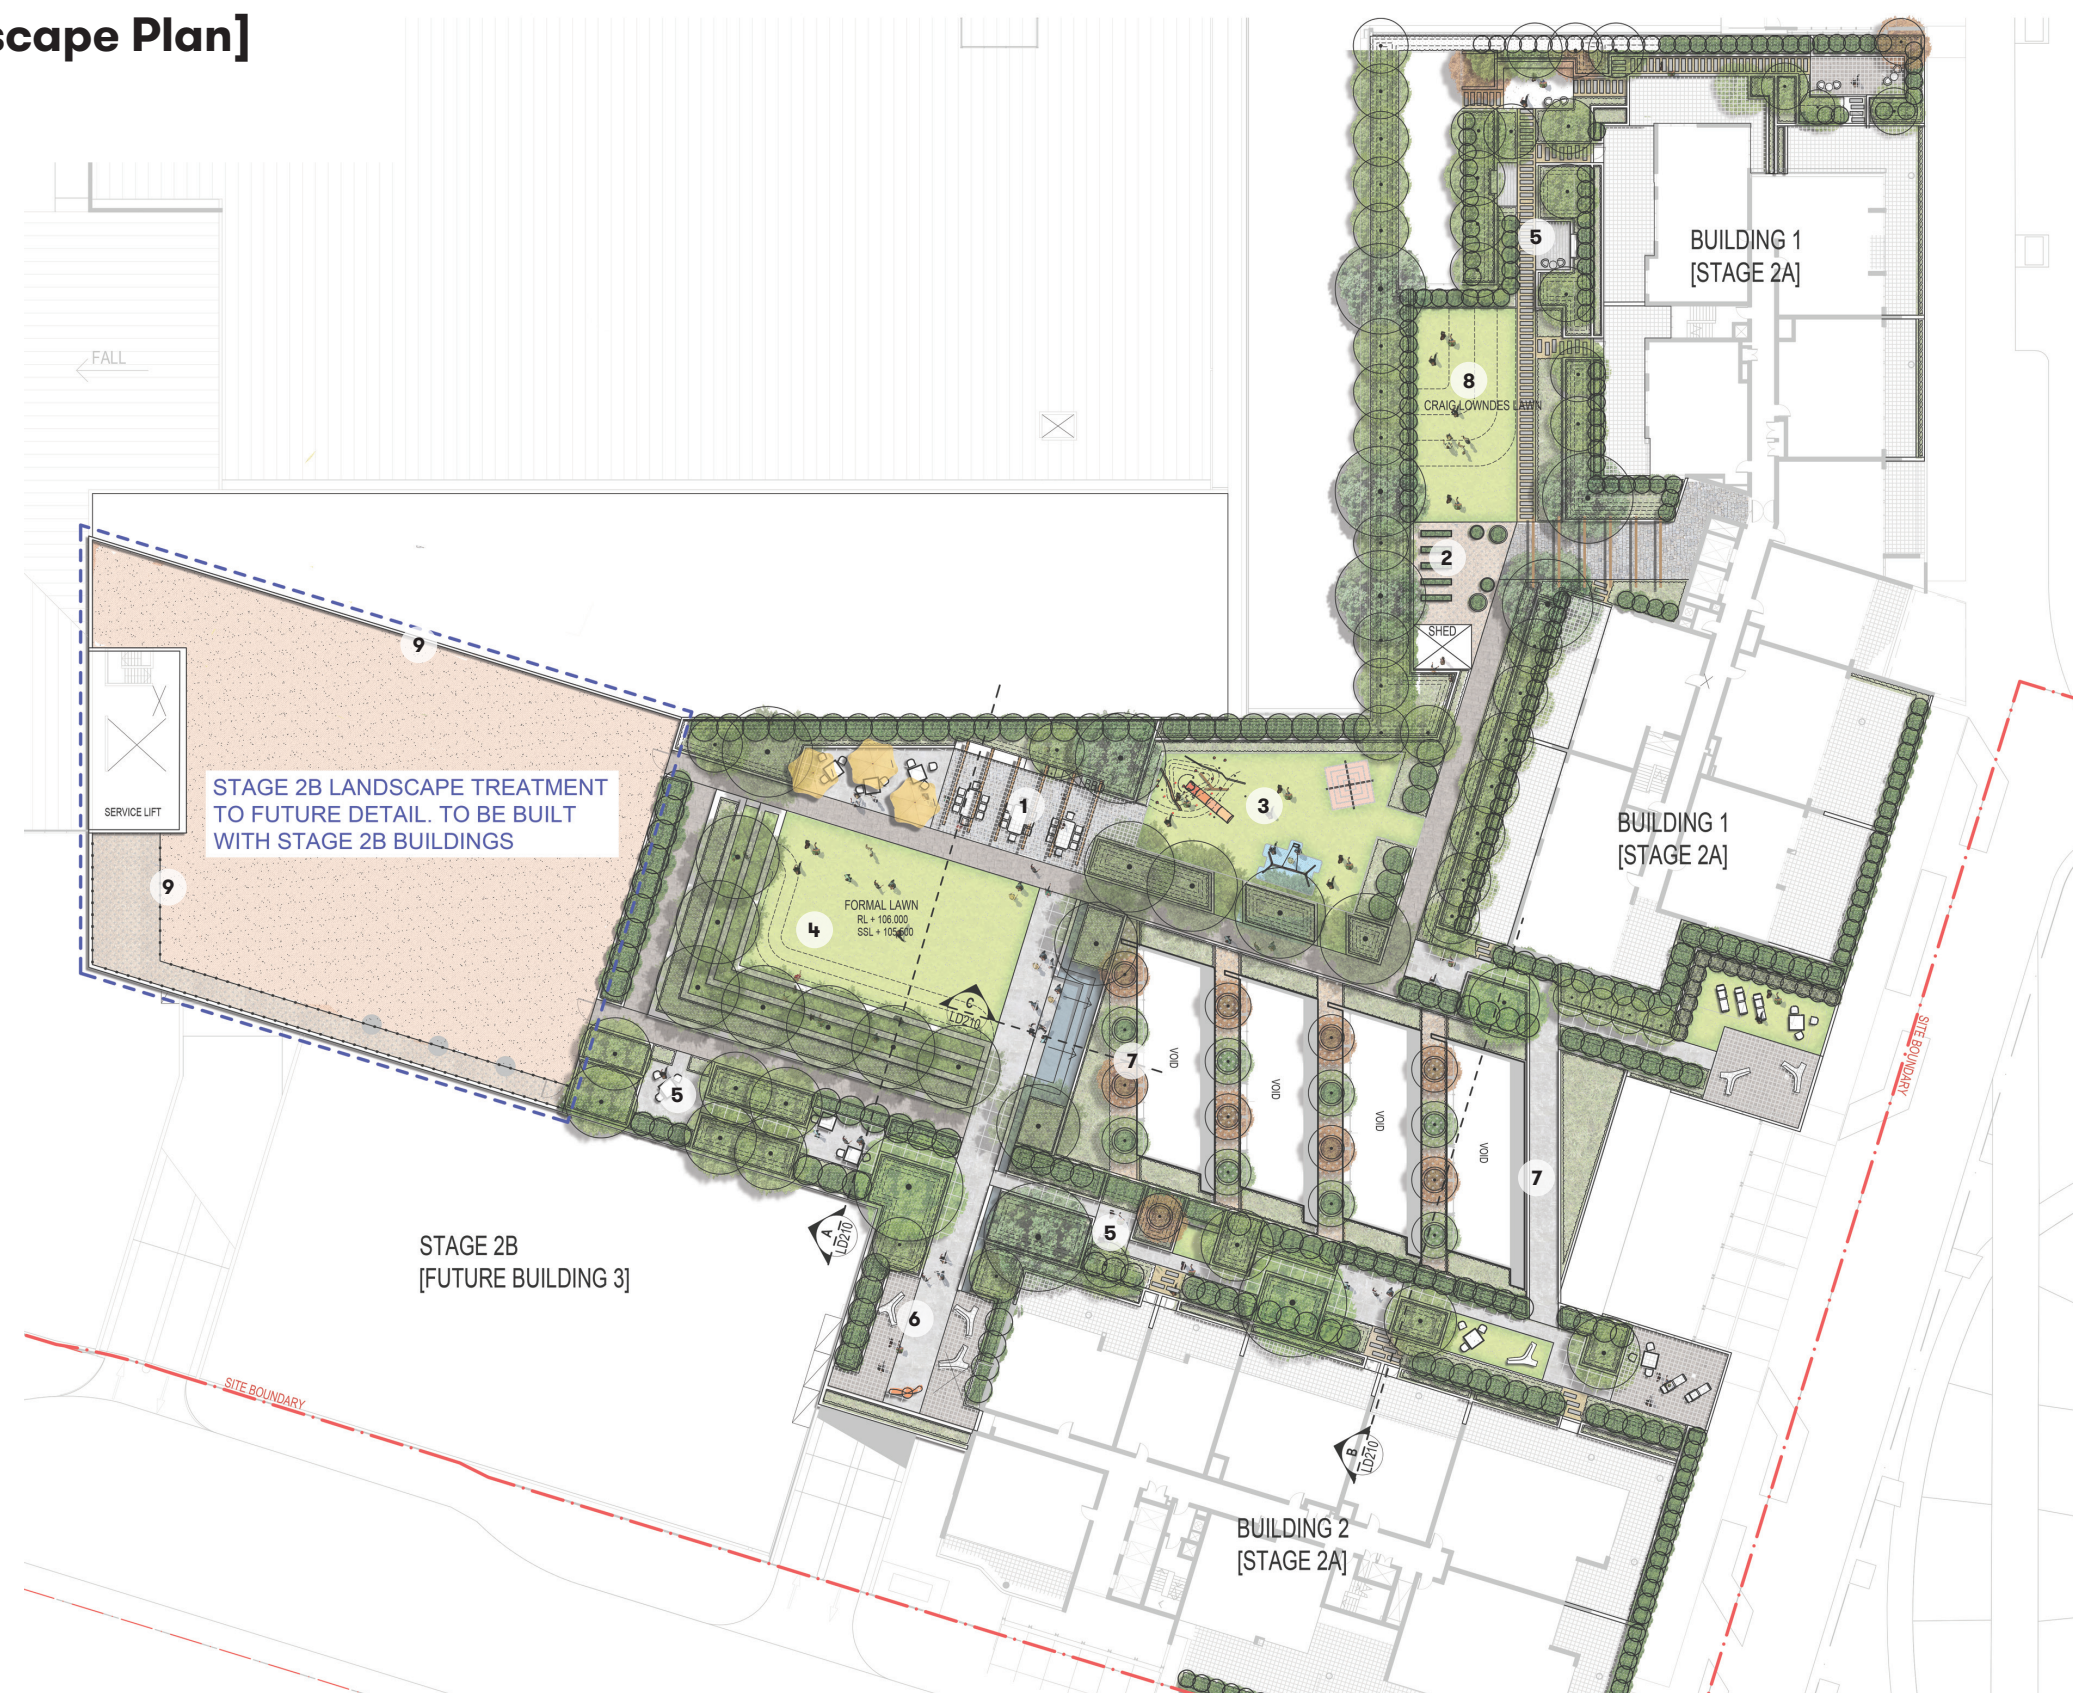 scape Plan]
BUILDING 1
[STAGE 2A]
5
FALL
8
CRAIG LOWNDES LAWN
2
SHED
9
STAGE 2B LANDSCAPE TREATMENT
TO FUTURE DETAIL. TO BE BUILT
WITH STAGE 2B BUILDINGS
SERVICE LIFT
9
1
3
BUILDING 1
[STAGE 2A]
FORMAL LAWN
RL + 106.000
SSL + 105.600
4
C
LD210
SITE BOUNDARY
7
VOID
VOID
VOID
VOID
5
7
A
LD210
5
STAGE 2B
[FUTURE BUILDING 3]
6
SITE BOUNDARY
B
LD210
BUILDING 2
[STAGE 2A]